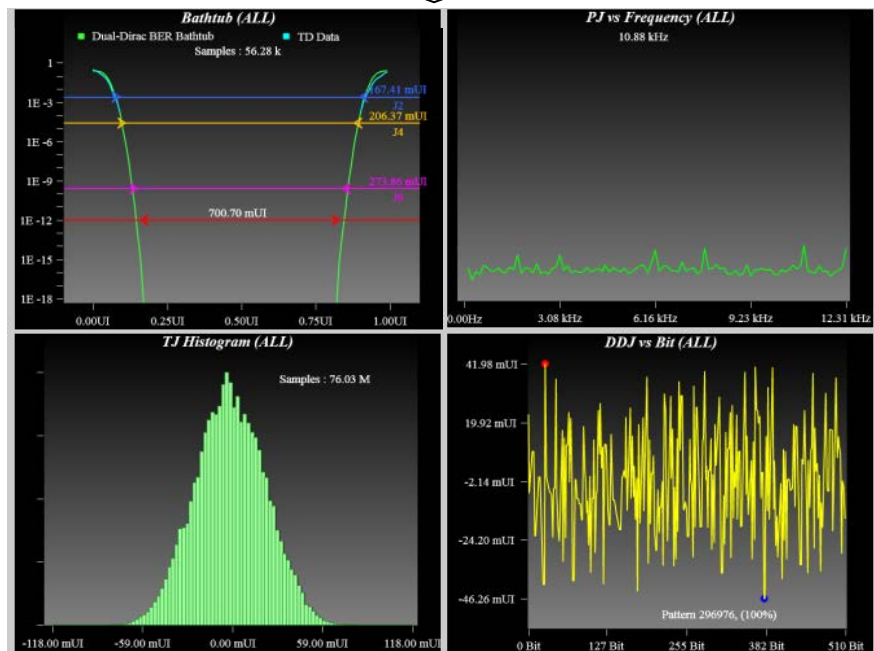 Bathtub (ALL)
Dual-Dirac BER Bathtub
TD Data
Samples : 56.28 k
1
1E -3
1E -6
1E -9
1E -12
1E -15
1E -18
167.41 mUI
J2
206.37 mUI
J4
273.86 mUI
J9
700.70 mUI
0.00UI
0.25UI
0.50UI
0.75UI
1.00UI
PJ vs Frequency (ALL)
10.88 kHz
0.00Hz
3.08 kHz
6.16 kHz
9.23 kHz
12.31 kHz
TJ Histogram (ALL)
Samples : 76.03 M
-118.00 mUI
-59.00 mUI
0.00 mUI
59.00 mUI
118.00 mUI
DDJ vs Bit (ALL)
41.98 mUI
19.92 mUI
-2.14 mUI
-24.20 mUI
-46.26 mUI
Pattern 296976, (100%)
0 Bit
127 Bit
255 Bit
382 Bit
510 Bit